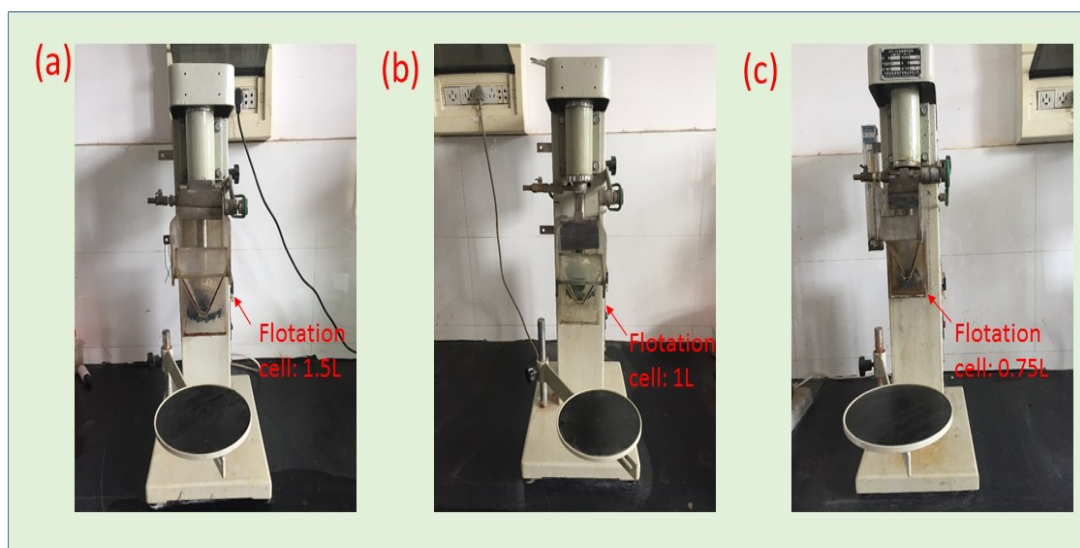 (a)
(b)
(c)
Flotation
cell: 1.5L
Flotation
cell: 1L
Flotation
cell: 0.75L